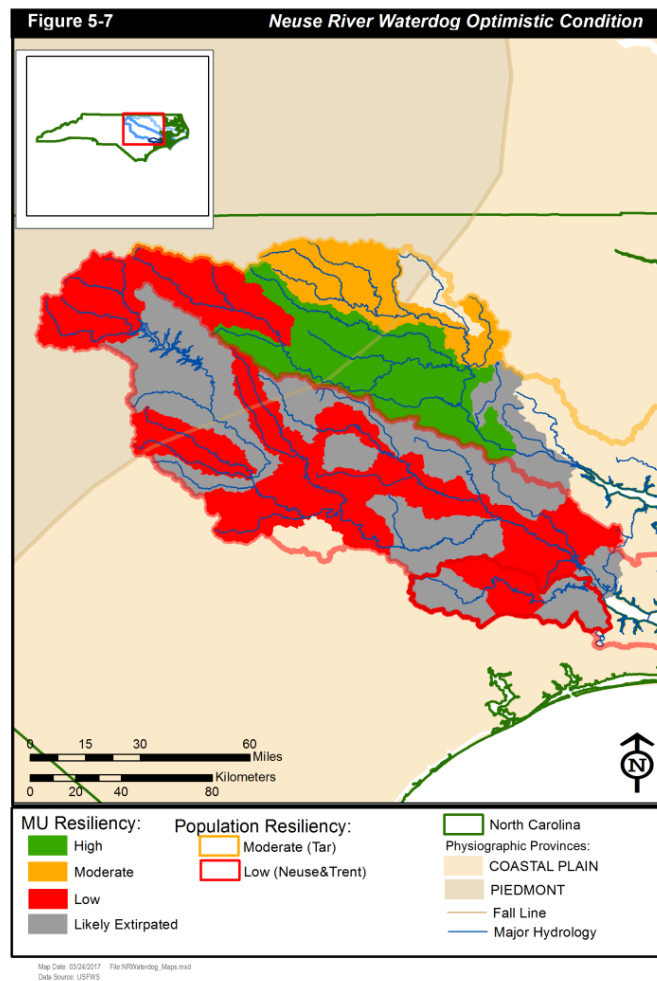 Figure 5-7 Neuse River Waterdog Optimistic Condition
0 15 30 60
Miles
Kilometers
0 20 40 80
N
MU Resiliency:
High
Moderate
Low
Likely Extirpated
Population Resiliency:
Moderate (Tar)
Low (Neuse&Trent)
North Carolina
Physiographic Provinces:
COASTAL PLAIN
PIEDMONT
Fall Line
Major Hydrology
Map Date: 03/24/2017 File:NRWaterdog_Maps.mxd
Data Source: USFWS